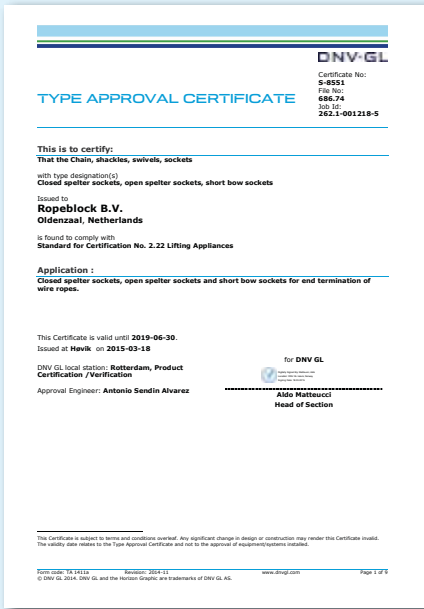 DNV·GL
Certificate No:
S-8551
File No:
686.74
Job Id:
262.1-001218-5
TYPE APPROVAL CERTIFICATE
This is to certify:
That the Chain, shackles, swivels, sockets
with type designation(s)
Closed spelter sockets, open spelter sockets, short bow sockets
Issued to
Ropeblock B.V.
Oldenzaal, Netherlands
is found to comply with
Standard for Certification No. 2.22 Lifting Appliances
Application :
Closed spelter sockets, open spelter sockets and short bow sockets for end termination of
wire ropes.
This Certificate is valid until 2019-06-30.
Issued at Høvik on 2015-03-18
for DNV GL
DNV GL local station: Rotterdam, Product
Certification /Verification
Approval Engineer: Antonio Sendin Alvarez
Aldo Matteucci
Head of Section
This Certificate is subject to terms and conditions overleaf. Any significant change in design or construction may render this Certificate invalid.
The validity date relates to the Type Approval Certificate and not to the approval of equipment/systems installed.
Form code: TA 1411a Revision: 2014-11 www.dnvgl.com Page 1 of 9
© DNV GL 2014. DNV GL and the Horizon Graphic are trademarks of DNV GL AS.